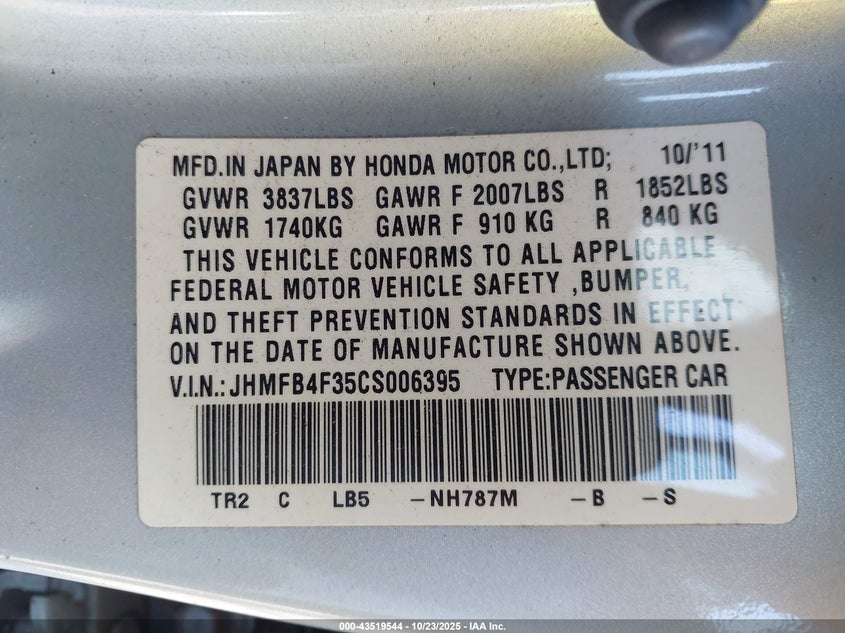 MFD.IN JAPAN BY HONDA MOTOR CO.,LTD; 10/'11
GVWR 3837LBS GAWR F 2007LBS R 1852LBS
GVWR 1740KG GAWR F 910 KG R 840 KG
THIS VEHICLE CONFORMS TO ALL APPLICABLE
FEDERAL MOTOR VEHICLE SAFETY ,BUMPER,
AND THEFT PREVENTION STANDARDS IN EFFECT
ON THE DATE OF MANUFACTURE SHOWN ABOVE.
V.I.N.: JHMFB4F35CS006395 TYPE:PASSENGER CAR
TR2 C LB5 –NH787M –B –S
000-43519544 | 10/23/2025 – IAA Inc.